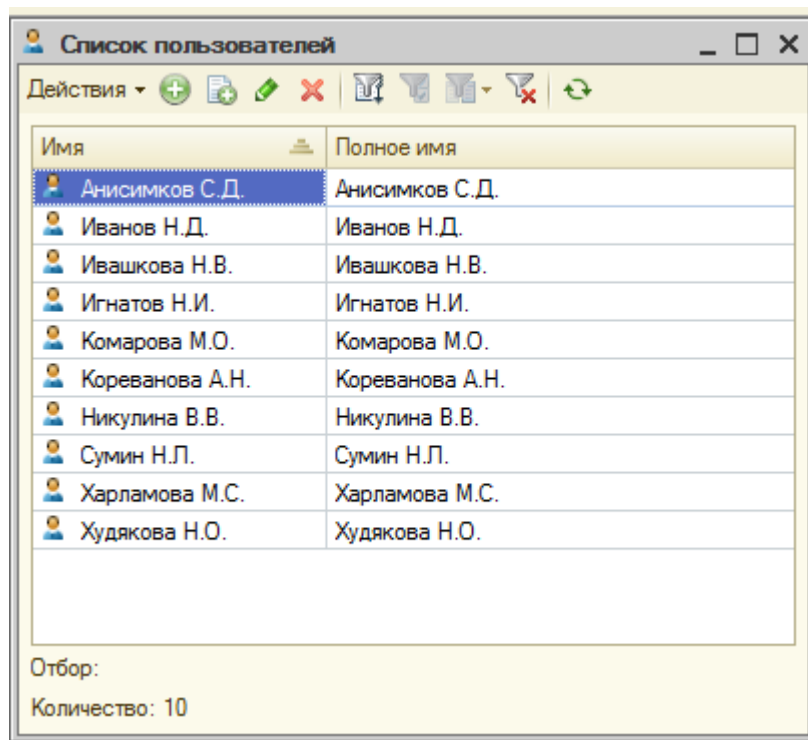 Список пользователей
Действия
Имя Полное имя
Анисимков С.Д. Анисимков С.Д.
Иванов Н.Д. Иванов Н.Д.
Ивашкова Н.В. Ивашкова Н.В.
Игнатов Н.И. Игнатов Н.И.
Комарова М.О. Комарова М.О.
Кореванова А.Н. Кореванова А.Н.
Никулина В.В. Никулина В.В.
Сумин Н.Л. Сумин Н.Л.
Харламова М.С. Харламова М.С.
Худякова Н.О. Худякова Н.О.
Отбор:
Количество: 10